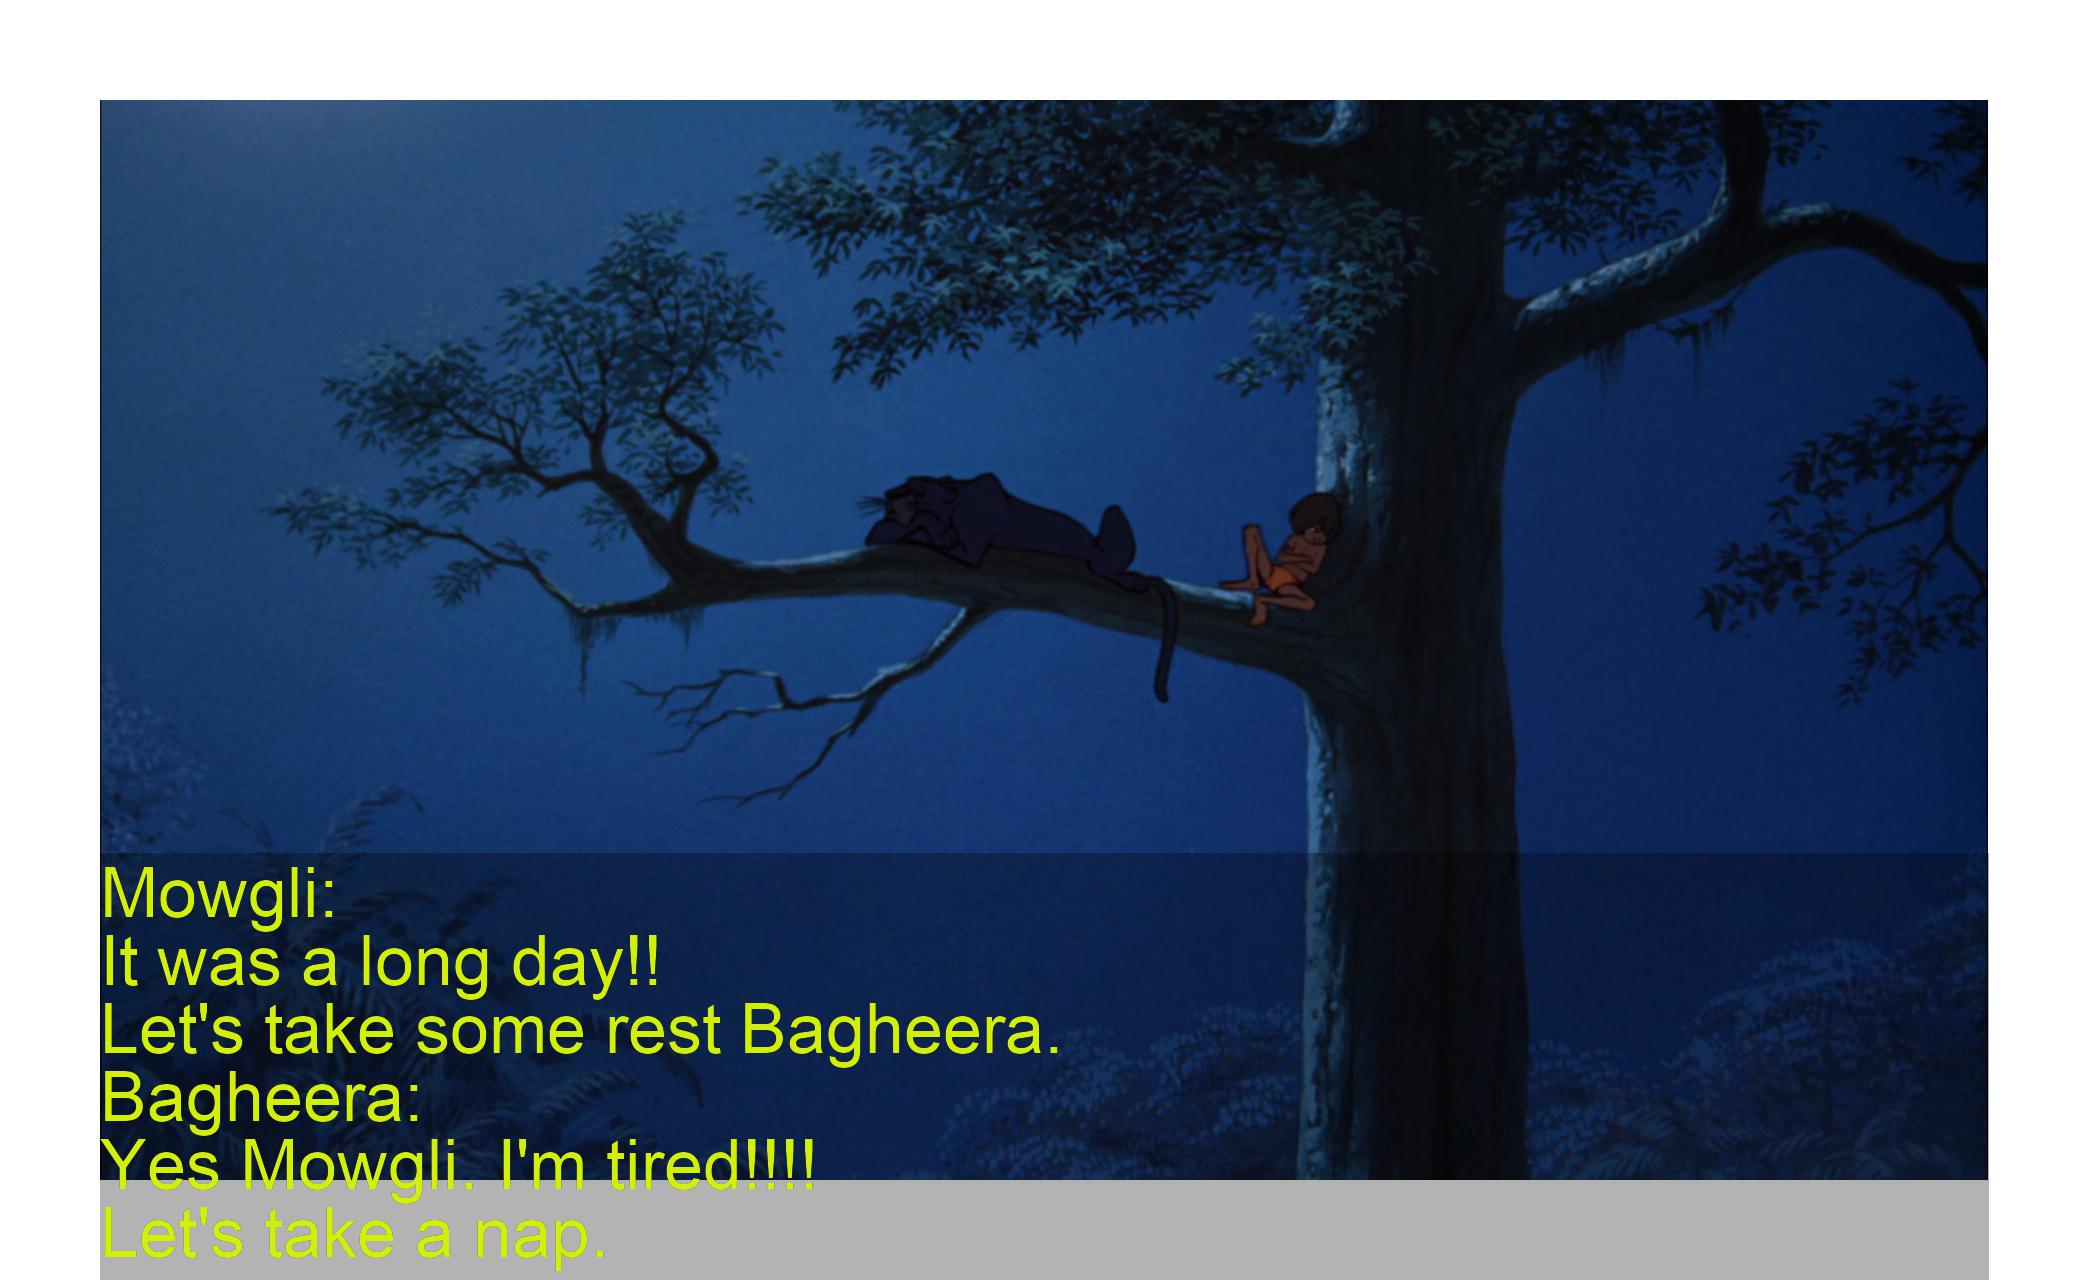 Mowgli:
It was a long day!!
Let's take some rest Bagheera.
Bagheera:
Yes Mowgli. I'm tired!!!!
Let's take a nap.